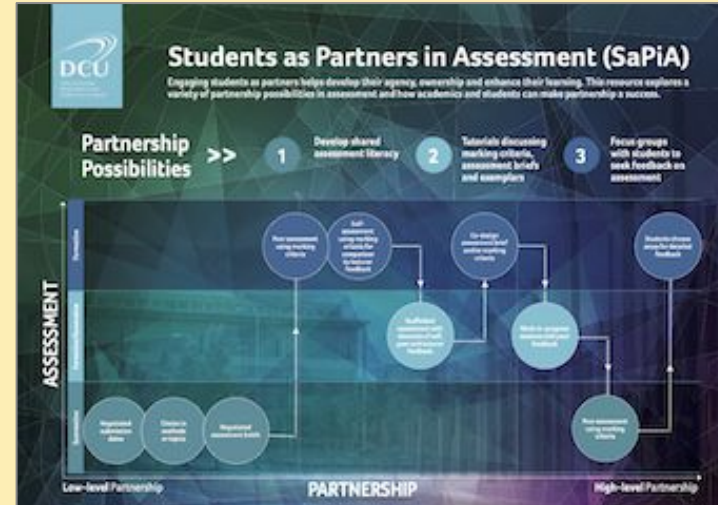 DCU
Students as Partners in Assessment (SaPiA)
Engaging students as partners helps develop their agency, ownership and enhance their learning. This resource explores a
variety of partnership possibilities in assessment and how academics and students can make partnership a success.
Partnership
Possibilities
>>
1
Develop shared
assessment literacy
2
Tutorials discussing
marking criteria,
assessment briefs
and exemplars
3
Focus groups
with students to
seek feedback on
assessment
ASSESSMENT
Formative
Summative
Peer assessment
using marking
criteria
Self-
assessment
using marking
criteria for
comparison
feedback
Co-design
assessment brief
and/or marking
criteria
Students choose
areas for detailed
feedback
assessment
feedback
Work-in-progress
feedback
Negotiated
submission
dates
Choice in
methods
or topics
Negotiated
assessment briefs
Peer assessment
using marking
criteria
Low-level Partnership
PARTNERSHIP
High-level Partnership